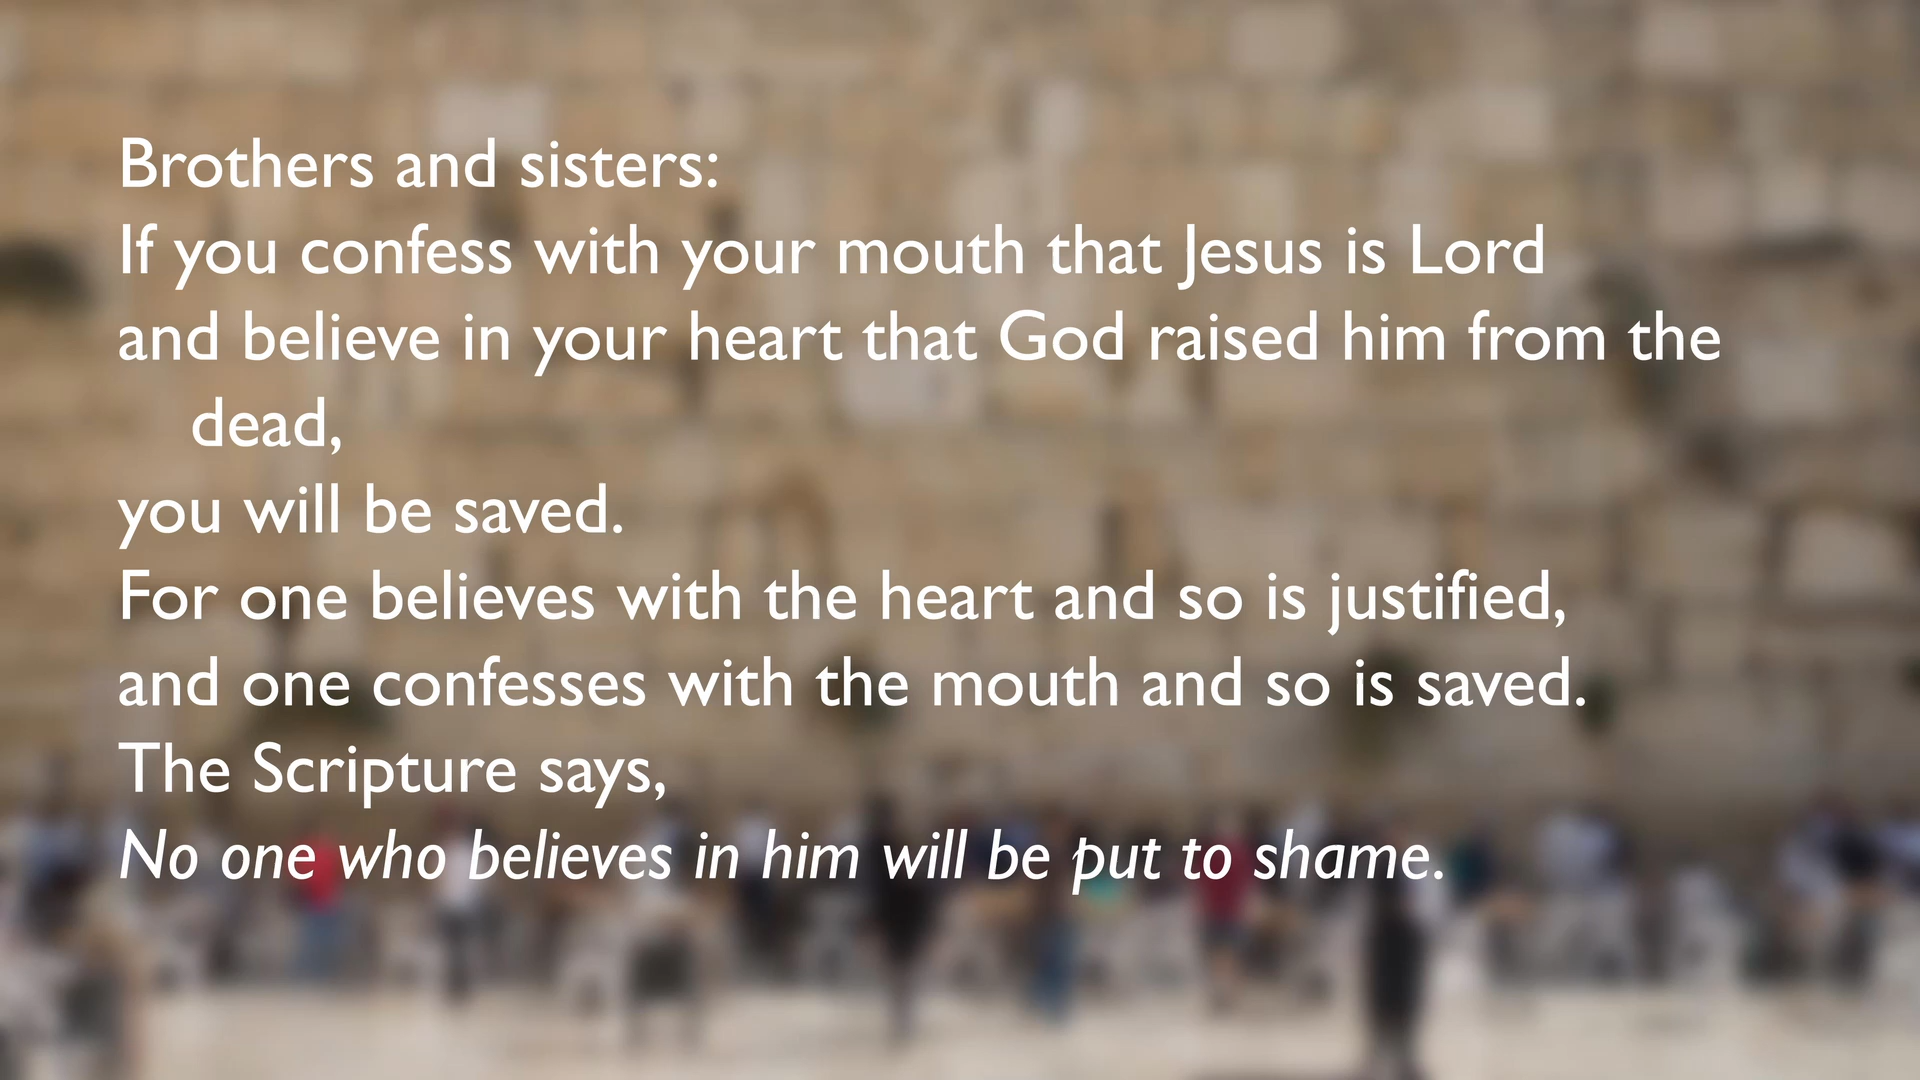 Brothers and sisters:
If you confess with your mouth that Jesus is Lord
and believe in your heart that God raised him from the
dead,
you will be saved.
For one believes with the heart and so is justified,
and one confesses with the mouth and so is saved.
The Scripture says,
No one who believes in him will be put to shame.